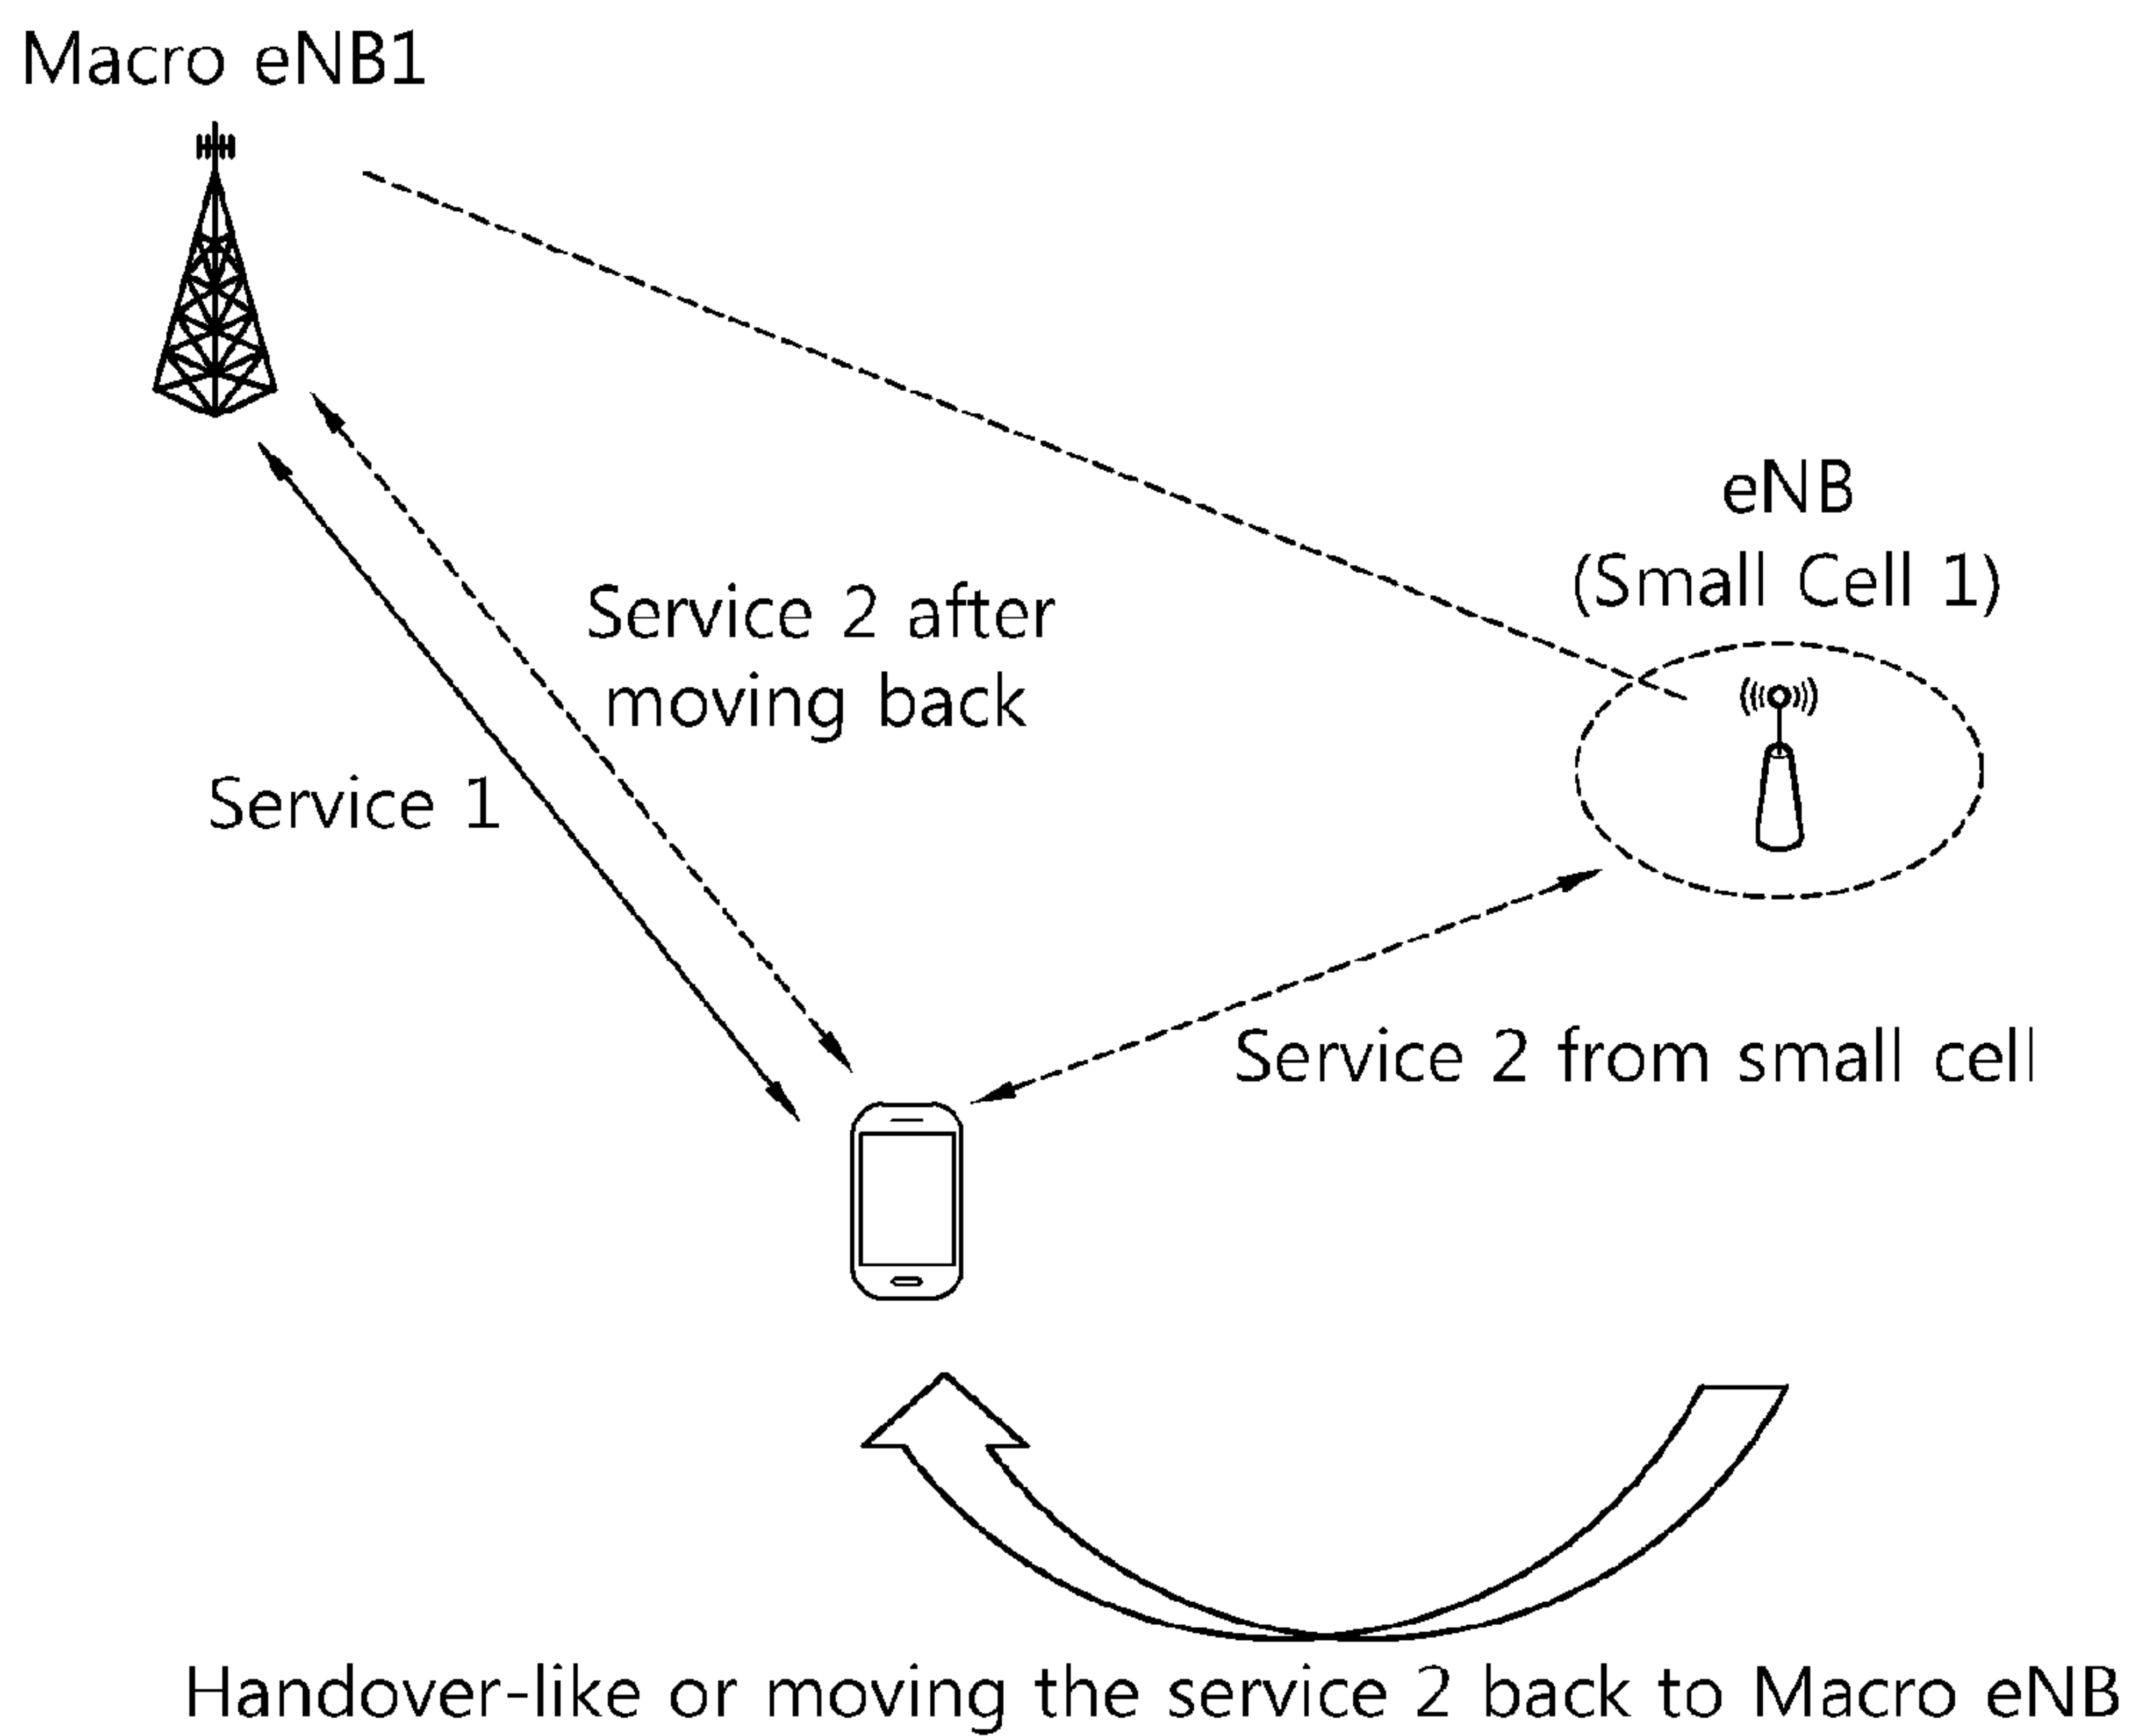 Macro eNB1
eNB
(Small Cell 1)
Service 2 after
moving back
Service 1
Service 2 from small cell
Handover-like or moving the service 2 back to Macro eNB